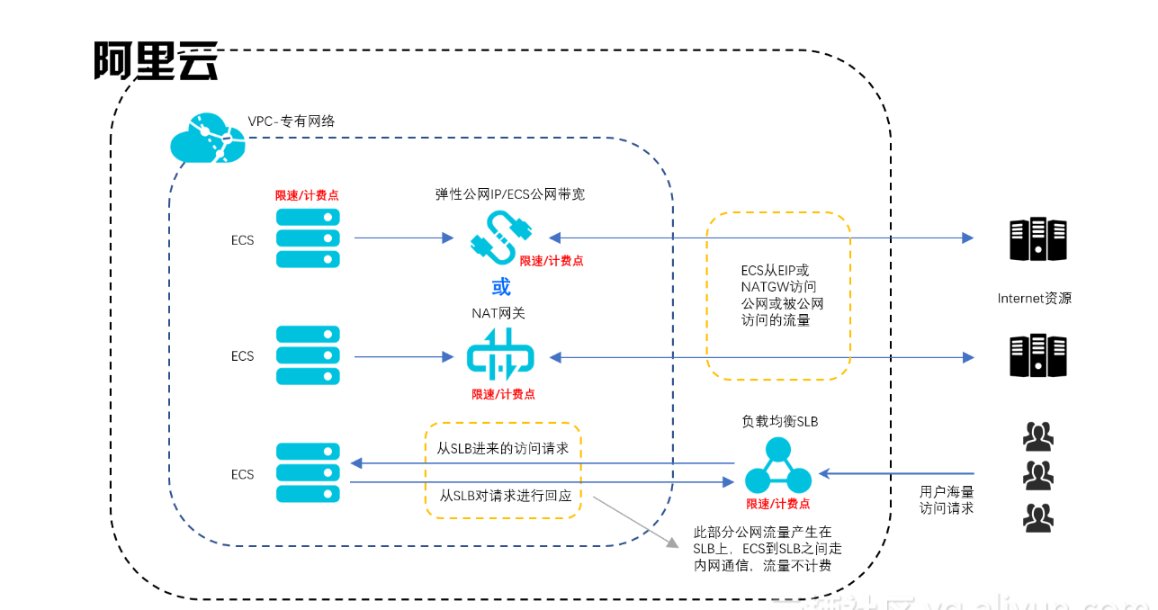 阿里云
VPC-专有网络
限速/计费点
弹性公网IP/ECS公网带宽
ECS
限速/计费点
或
NAT网关
ECS
限速/计费点
ECS从EIP或
NATGW访问
公网或被公网
访问的流量
Internet资源
负载均衡SLB
从SLB进来的访问请求
ECS
从SLB对请求进行回应
限速/计费点
用户海量
访问请求
此部分公网流量产生在
SLB上，ECS到SLB之间走
内网通信，流量不计费
yq.aliyun.com